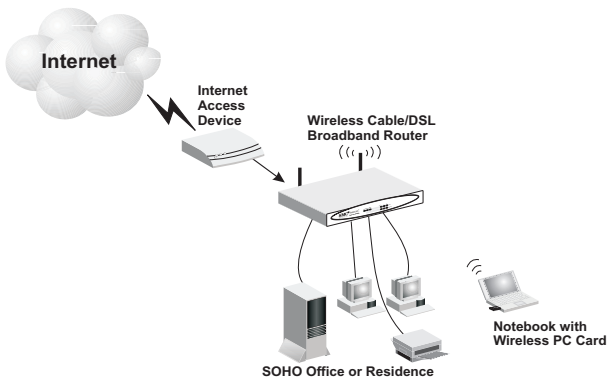 Internet
Internet
Access
Device
Wireless Cable/DSL
Broadband Router
Notebook with
Wireless PC Card
SOHO Office or Residence